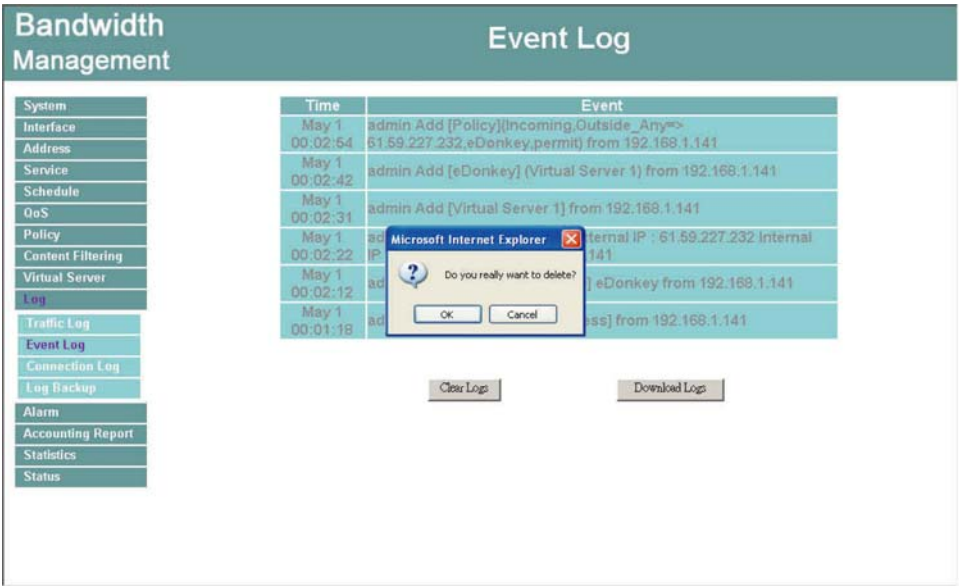 Bandwidth
Management
Event Log
System
Interface
Address
Service
Schedule
QoS
Policy
Content Filtering
Virtual Server
Log
Traffic Log
Event Log
Connection Log
Log Backup
Alarm
Accounting Report
Statistics
Status
Time Event
May 1 admin Add [Policy](Incoming,Outside_Any=>
00:02:54 61.59.227.232,eDonkey,permit) from 192.168.1.141
May 1
00:02:42 admin Add [eDonkey] (Virtual Server 1) from 192.168.1.141
May 1
00:02:31 admin Add [Virtual Server 1] from 192.168.1.141
May 1 ad ternal IP : 61.59.227.232 Internal
00:02:22 IP 141
May 1
00:02:12 ad ] eDonkey from 192.168.1.141
May 1
00:01:18 ad ess] from 192.168.1.141
Microsoft Internet Explorer
Do you really want to delete?
OK Cancel
Clear Logs Download Logs